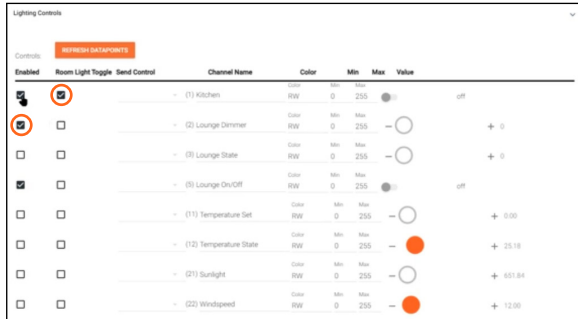 Lighting Controls
Controls: REFRESH DATAPOINTS
Enabled Room Light Toggle Send Control Channel Name Color Min Max Value
Color Min Max
(1) Kitchen RW 0 255 off
Color Min Max
(2) Lounge Dimmer RW 0 255 − + 0
Color Min Max
(3) Lounge State RW 0 255 − + 0
Color Min Max
(5) Lounge On/Off RW 0 255 off
Color Min Max
(11) Temperature Set RW 0 255 − + 0.00
Color Min Max
(12) Temperature State RW 0 255 − + 25.18
Color Min Max
(21) Sunlight RW 0 255 − + 651.84
Color Min Max
(22) Windspeed RW 0 255 − + 12.00